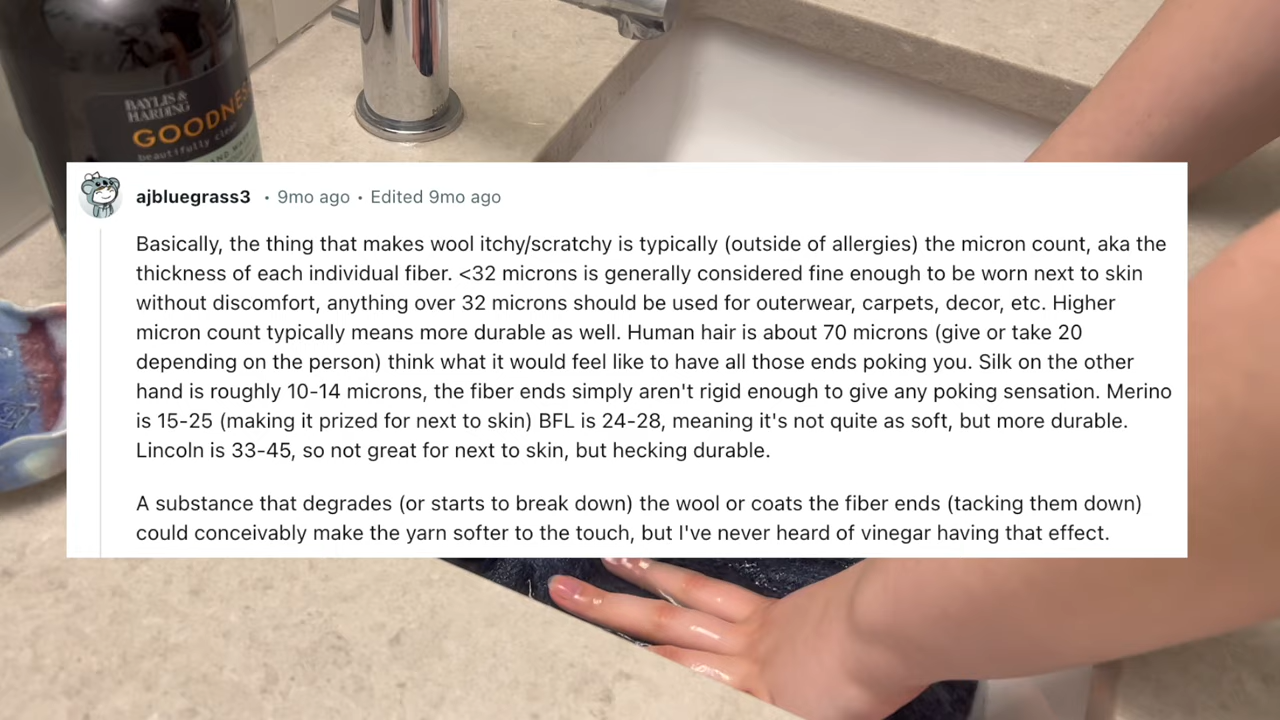 BAYLIS &
HARDING
GOODNE
beautifully
ajbluegrass3 • 9mo ago • Edited 9mo ago
Basically, the thing that makes wool itchy/scratchy is typically (outside of allergies) the micron count, aka the
thickness of each individual fiber. <32 microns is generally considered fine enough to be worn next to skin
without discomfort, anything over 32 microns should be used for outerwear, carpets, decor, etc. Higher
micron count typically means more durable as well. Human hair is about 70 microns (give or take 20
depending on the person) think what it would feel like to have all those ends poking you. Silk on the other
hand is roughly 10-14 microns, the fiber ends simply aren't rigid enough to give any poking sensation. Merino
is 15-25 (making it prized for next to skin) BFL is 24-28, meaning it's not quite as soft, but more durable.
Lincoln is 33-45, so not great for next to skin, but hecking durable.
A substance that degrades (or starts to break down) the wool or coats the fiber ends (tacking them down)
could conceivably make the yarn softer to the touch, but I've never heard of vinegar having that effect.